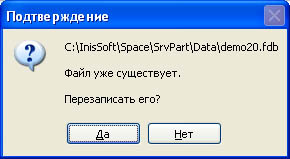 Подтверждение
C:\InisSoft\Space\SrvPart\Data\demo20.fdb
Файл уже существует.
Перезаписать его?
Да
Нет